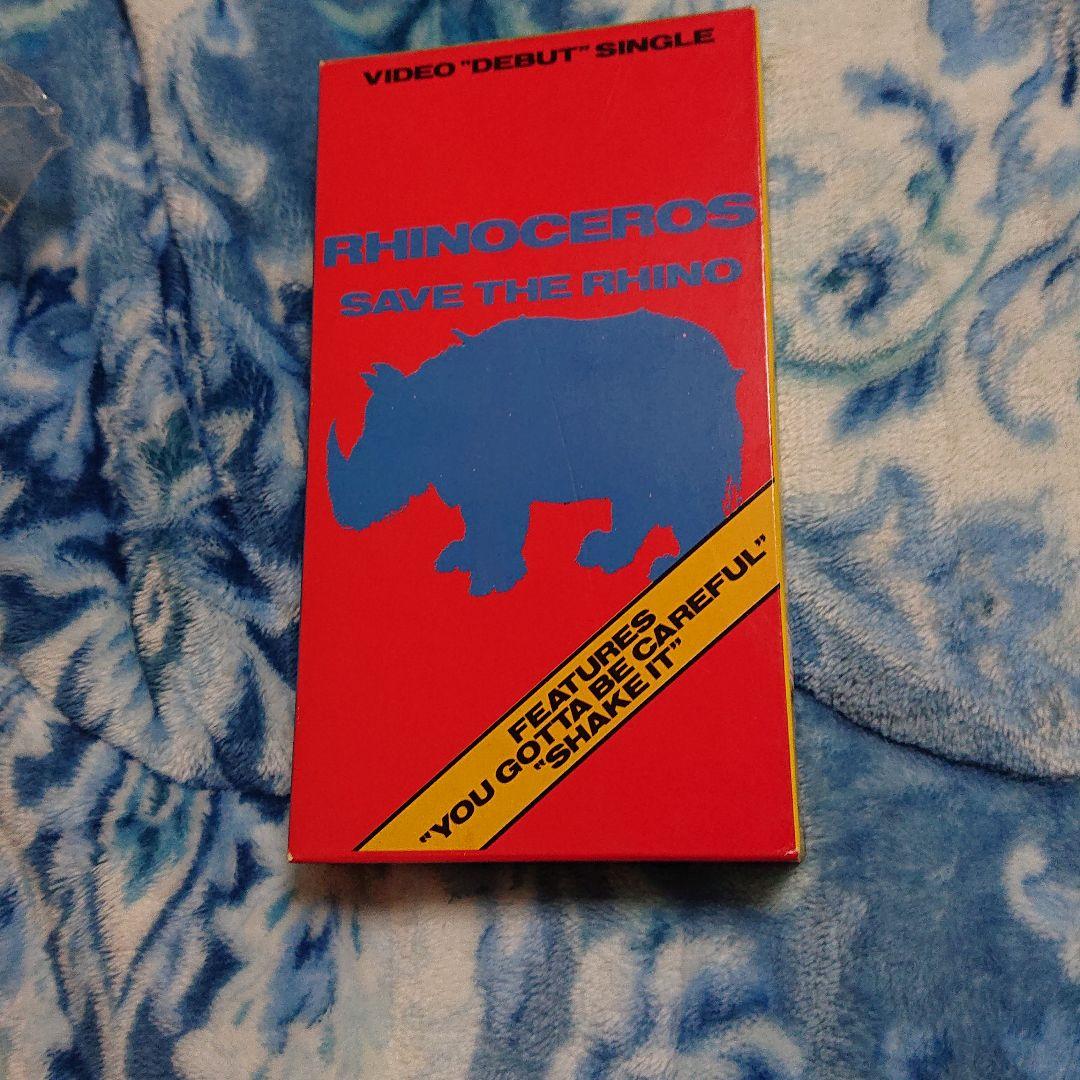 VIDEO "DEBUT" SINGLE
RHINOCEROS
SAVE THE RHINO
FEATURES
"YOU GOTTA BE CAREFUL"
"SHAKE IT"